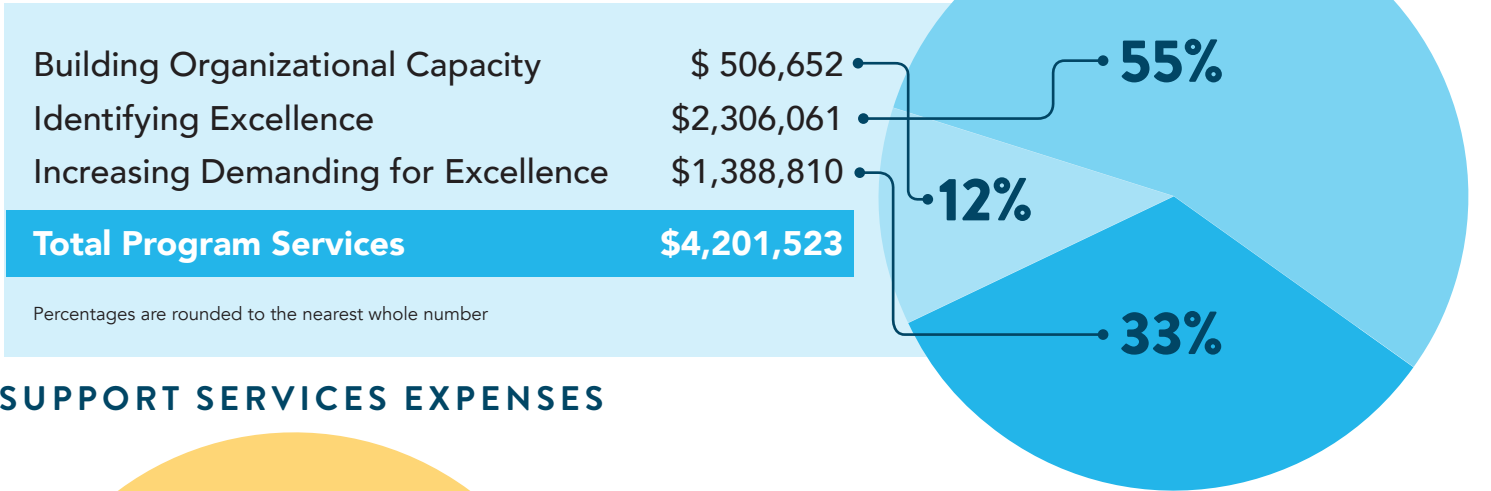 Building Organizational Capacity $ 506,652
55%
Identifying Excellence $2,306,061
Increasing Demanding for Excellence $1,388,810
12%
Total Program Services $4,201,523
Percentages are rounded to the nearest whole number
33%
SUPPORT SERVICES EXPENSES